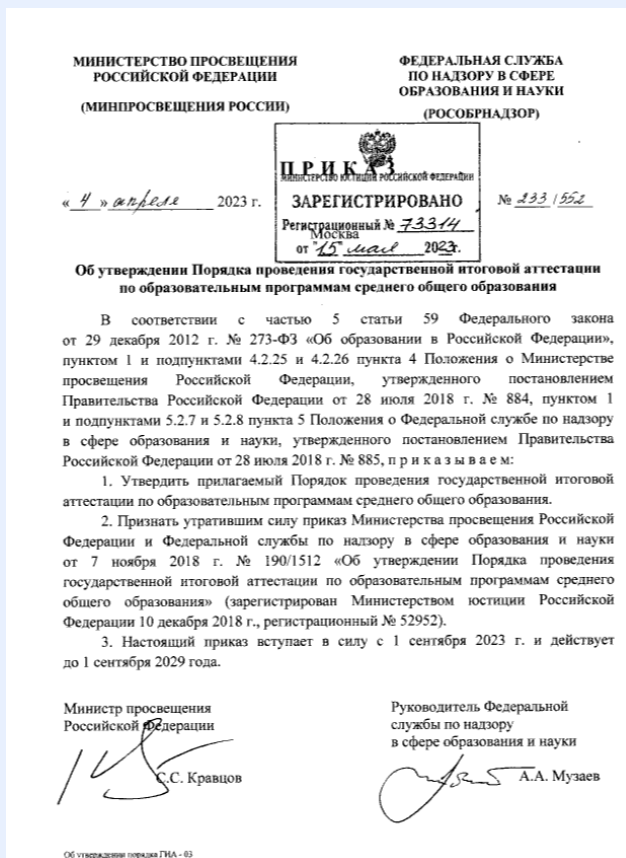 МИНИСТЕРСТВО ПРОСВЕЩЕНИЯ
РОССИЙСКОЙ ФЕДЕРАЦИИ
(МИНПРОСВЕЩЕНИЯ РОССИИ)
ФЕДЕРАЛЬНАЯ СЛУЖБА
ПО НАДЗОРУ В СФЕРЕ
ОБРАЗОВАНИЯ И НАУКИ
(РОСОБРНАДЗОР)
П Р И К А З
МИНИСТЕРСТВО ЮСТИЦИИ РОССИЙСКОЙ ФЕДЕРАЦИИ
ЗАРЕГИСТРИРОВАНО
Регистрационный № 73314
Москва
от "15" мая 2023г.
« 4 » апреля 2023 г.
№ 233/552
Об утверждении Порядка проведения государственной итоговой аттестации
по образовательным программам среднего общего образования
В соответствии с частью 5 статьи 59 Федерального закона
от 29 декабря 2012 г. № 273-ФЗ «Об образовании в Российской Федерации»,
пунктом 1 и подпунктами 4.2.25 и 4.2.26 пункта 4 Положения о Министерстве
просвещения Российской Федерации, утвержденного постановлением
Правительства Российской Федерации от 28 июля 2018 г. № 884, пунктом 1
и подпунктами 5.2.7 и 5.2.8 пункта 5 Положения о Федеральной службе по надзору
в сфере образования и науки, утвержденного постановлением Правительства
Российской Федерации от 28 июля 2018 г. № 885, п р и к а з ы в а е м:
1. Утвердить прилагаемый Порядок проведения государственной итоговой
аттестации по образовательным программам среднего общего образования.
2. Признать утратившим силу приказ Министерства просвещения Российской
Федерации и Федеральной службы по надзору в сфере образования и науки
от 7 ноября 2018 г. № 190/1512 «Об утверждении Порядка проведения
государственной итоговой аттестации по образовательным программам среднего
общего образования» (зарегистрирован Министерством юстиции Российской
Федерации 10 декабря 2018 г., регистрационный № 52952).
3. Настоящий приказ вступает в силу с 1 сентября 2023 г. и действует
до 1 сентября 2029 года.
Министр просвещения
Российской Федерации
С.С. Кравцов
Руководитель Федеральной
службы по надзору
в сфере образования и науки
А.А. Музаев
Об утверждении порядка ГИА - 03